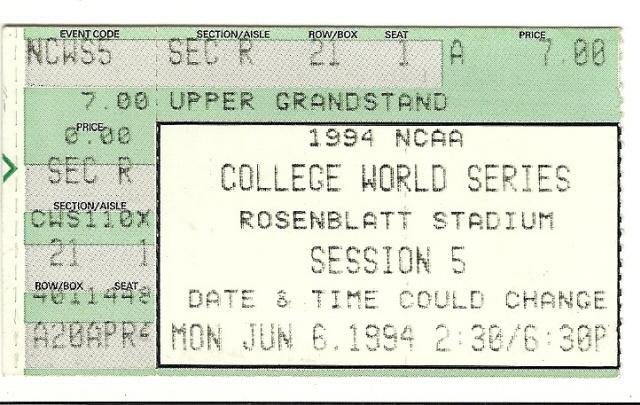 EVENT CODE SECTION/AISLE ROW/BOX SEAT PRICE
NCWS5 SEC R 21 1 A 7.00
7.00 UPPER GRANDSTAND
PRICE
0.00
SEC R
SECTION/AISLE
CWS110X
21 1
ROW/BOX SEAT
4011448
A20APR4
1994 NCAA
COLLEGE WORLD SERIES
ROSENBLATT STADIUM
SESSION 5
DATE & TIME COULD CHANGE
MON JUN 6.1994 2:30/6:30P